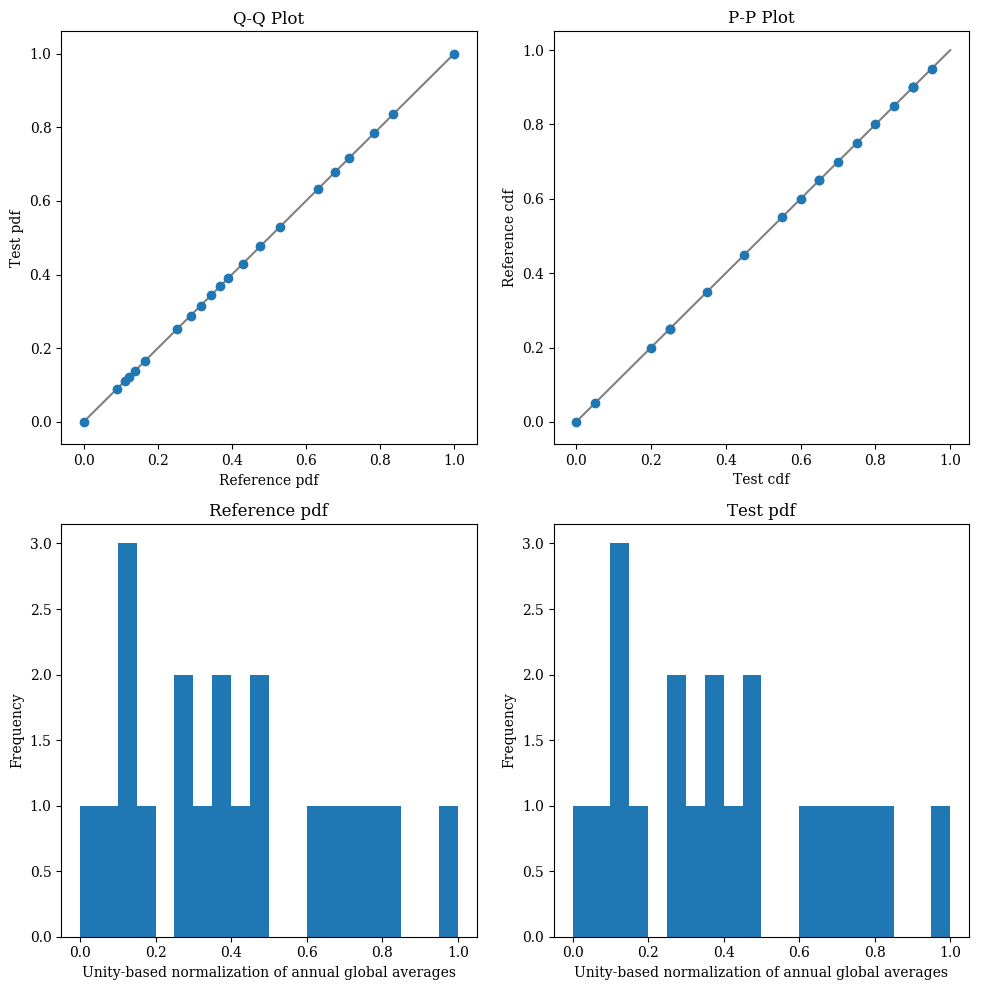 Q-Q Plot
1.0
0.8
0.6
0.4
0.2
0.0
Test pdf
0.0 0.2 0.4 0.6 0.8 1.0
Reference pdf
P-P Plot
1.0
0.8
0.6
0.4
0.2
0.0
Reference cdf
0.0 0.2 0.4 0.6 0.8 1.0
Test cdf
Reference pdf
3.0
2.5
2.0
1.5
1.0
0.5
0.0
Frequency
0.0 0.2 0.4 0.6 0.8 1.0
Unity-based normalization of annual global averages
Test pdf
3.0
2.5
2.0
1.5
1.0
0.5
0.0
Frequency
0.0 0.2 0.4 0.6 0.8 1.0
Unity-based normalization of annual global averages